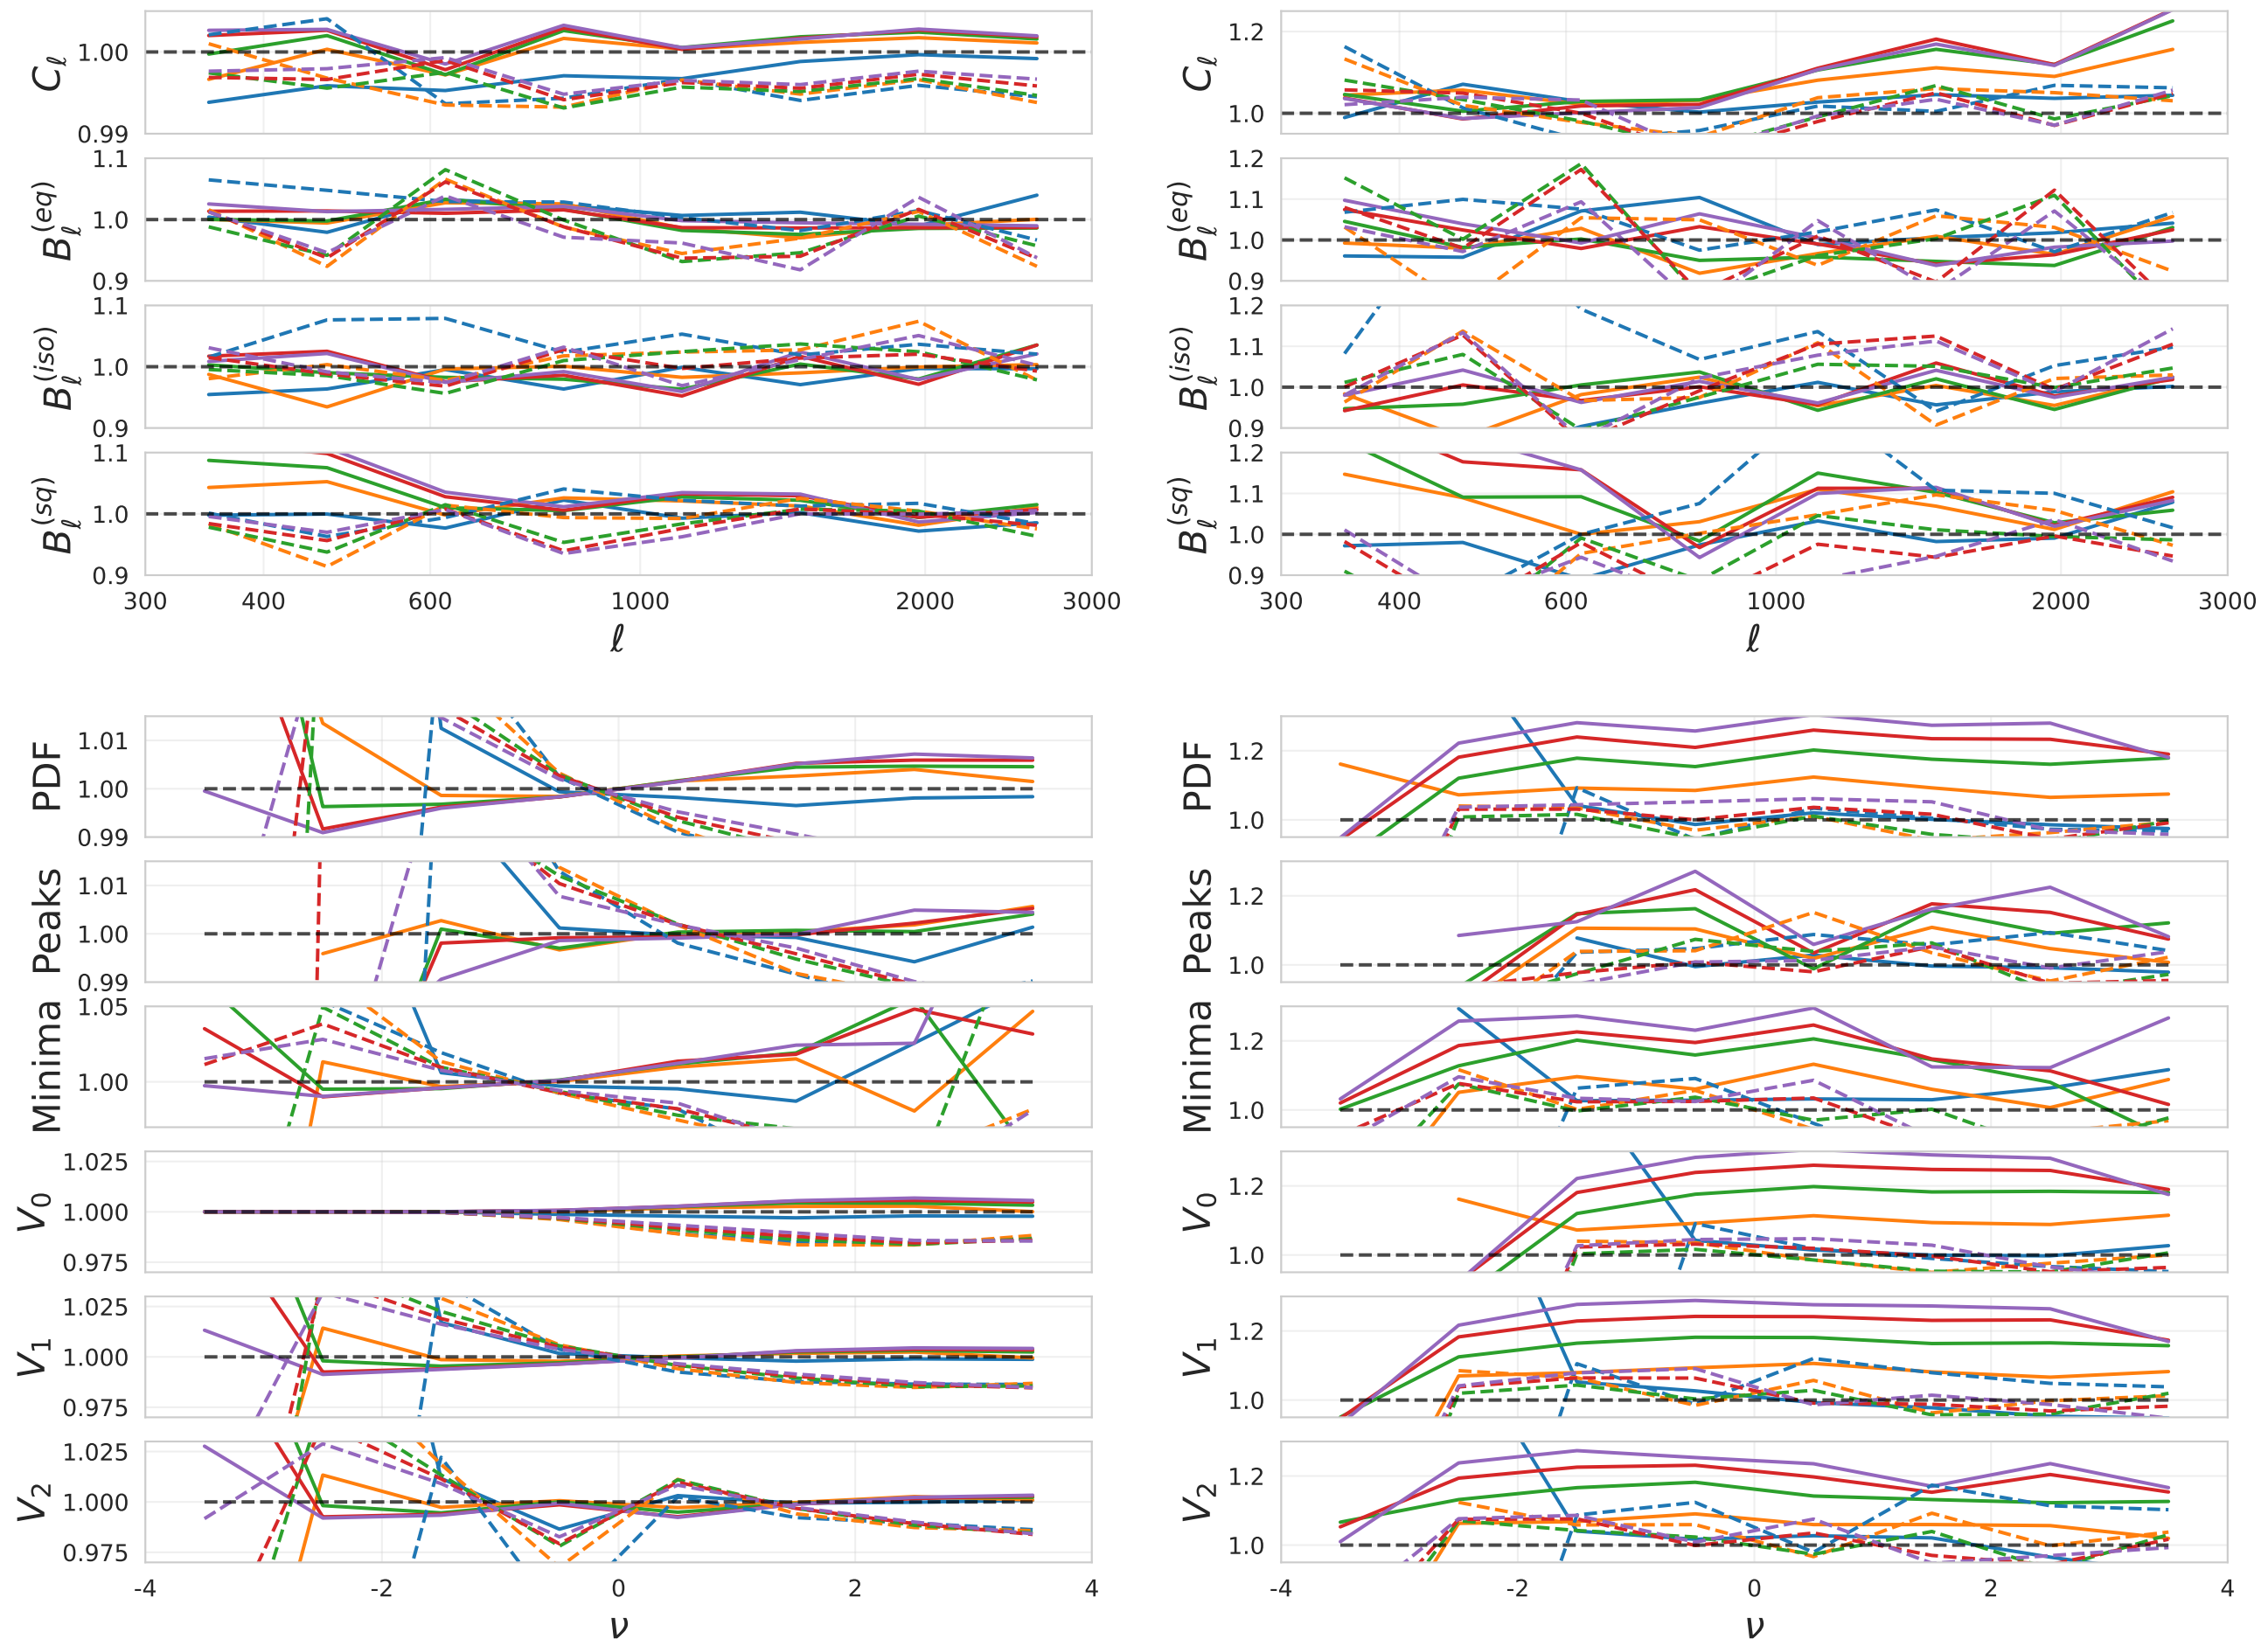 C_ℓ
1.00
0.99
B_ℓ^(eq)
1.1
1.0
0.9
B_ℓ^(iso)
1.1
1.0
0.9
B_ℓ^(sq)
1.1
1.0
0.9
300 400 600 1000 2000 3000
ℓ
C_ℓ
1.2
1.0
B_ℓ^(eq)
1.2
1.1
1.0
0.9
B_ℓ^(iso)
1.2
1.1
1.0
0.9
B_ℓ^(sq)
1.2
1.1
1.0
0.9
300 400 600 1000 2000 3000
ℓ
PDF
1.01
1.00
0.99
Peaks
1.01
1.00
0.99
Minima
1.05
1.00
V_0
1.025
1.000
0.975
V_1
1.025
1.000
0.975
V_2
1.025
1.000
0.975
-4 -2 0 2 4
ν
PDF
1.2
1.0
Peaks
1.2
1.0
Minima
1.2
1.0
V_0
1.2
1.0
V_1
1.2
1.0
V_2
1.2
1.0
-4 -2 0 2 4
ν